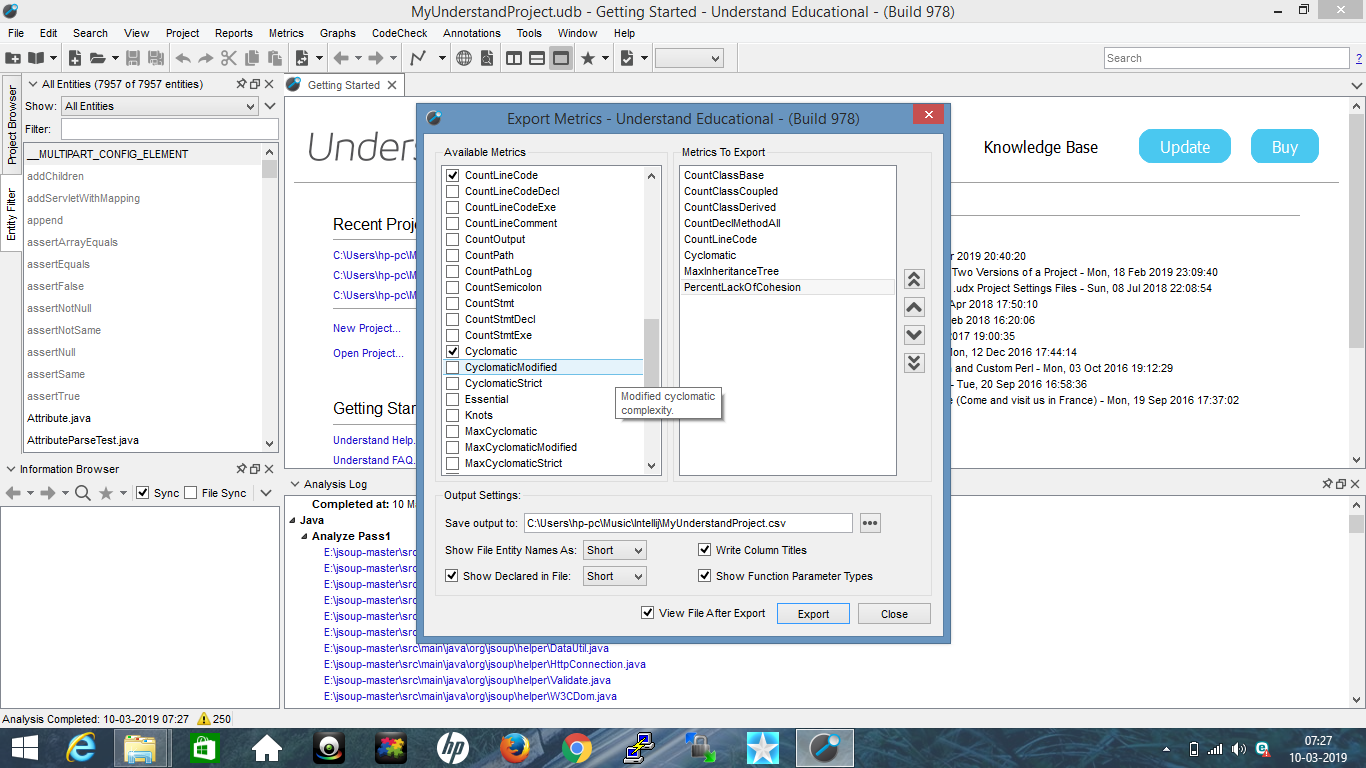 MyUnderstandProject.udb - Getting Started - Understand Educational - (Build 978)
File Edit Search View Project Reports Metrics Graphs CodeCheck Annotations Tools Window Help
Search
?
Project Browser
Entity Filter
All Entities (7957 of 7957 entities)
Show: All Entities
Filter:
__MULTIPART_CONFIG_ELEMENT
addChildren
addServletWithMapping
append
assertArrayEquals
assertEquals
assertFalse
assertNotNull
assertNotSame
assertNull
assertSame
assertTrue
Attribute.java
AttributeParseTest.java
Information Browser
Sync File Sync
Getting Started
Knowledge Base Update Buy
Recent Proj
C:\Users\hp-pc\M
C:\Users\hp-pc\M
C:\Users\hp-pc\M
New Project...
Open Project...
Getting Star
Understand Help.
Understand FAQ.
2019 20:40:20
Two Versions of a Project - Mon, 18 Feb 2019 23:09:40
.udx Project Settings Files - Sun, 08 Jul 2018 22:08:54
Apr 2018 17:50:10
eb 2018 16:20:06
2017 19:00:35
on, 12 Dec 2016 17:44:14
and Custom Perl - Mon, 03 Oct 2016 19:12:29
- Tue, 20 Sep 2016 16:58:36
(Come and visit us in France) - Mon, 19 Sep 2016 17:37:02
Export Metrics - Understand Educational - (Build 978)
Available Metrics
CountLineCode
CountLineCodeDecl
CountLineCodeExe
CountLineComment
CountOutput
CountPath
CountPathLog
CountSemicolon
CountStmt
CountStmtDecl
CountStmtExe
Cyclomatic
CyclomaticModified
CyclomaticStrict
Essential
Knots
MaxCyclomatic
MaxCyclomaticModified
MaxCyclomaticStrict
Modified cyclomatic
complexity.
Metrics To Export
CountClassBase
CountClassCoupled
CountClassDerived
CountDeclMethodAll
CountLineCode
Cyclomatic
MaxInheritanceTree
PercentLackOfCohesion
Output Settings:
Save output to: C:\Users\hp-pc\Music\Intellij\MyUnderstandProject.csv
Show File Entity Names As: Short Write Column Titles
Show Declared in File: Short Show Function Parameter Types
View File After Export Export Close
Analysis Log
Completed at: 10 M
Java
Analyze Pass1
E:\jsoup-master\src
E:\jsoup-master\src
E:\jsoup-master\src
E:\jsoup-master\src
E:\jsoup-master\src
E:\jsoup-master\src
E:\jsoup-master\src\main\java\org\jsoup\helper\DataUtil.java
E:\jsoup-master\src\main\java\org\jsoup\helper\HttpConnection.java
E:\jsoup-master\src\main\java\org\jsoup\helper\Validate.java
E:\jsoup-master\src\main\java\org\jsoup\helper\W3CDom.java
Analysis Completed: 10-03-2019 07:27 250
07:27
10-03-2019